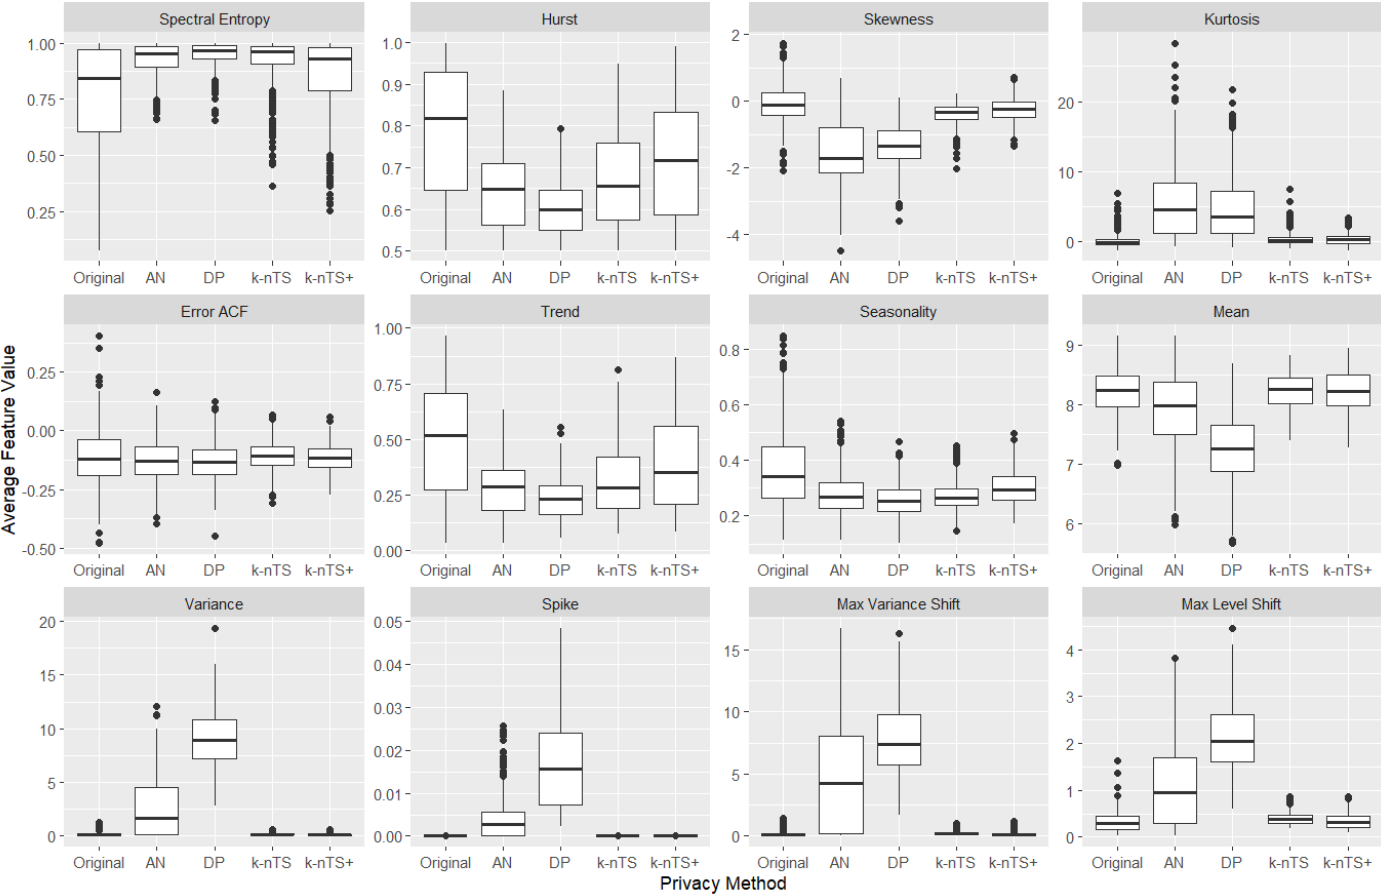 Spectral Entropy
Hurst
Skewness
Kurtosis
1.00
0.75
0.50
0.25
1.0
0.9
0.8
0.7
0.6
0.5
2
0
-2
-4
20
10
0
Original AN DP k-nTS k-nTS+
Original AN DP k-nTS k-nTS+
Original AN DP k-nTS k-nTS+
Original AN DP k-nTS k-nTS+
Average Feature Value
Error ACF
Trend
Seasonality
Mean
0.25
0.00
-0.25
-0.50
1.00
0.75
0.50
0.25
0.00
0.8
0.6
0.4
0.2
9
8
7
6
Original AN DP k-nTS k-nTS+
Original AN DP k-nTS k-nTS+
Original AN DP k-nTS k-nTS+
Original AN DP k-nTS k-nTS+
Variance
Spike
Max Variance Shift
Max Level Shift
20
15
10
5
0
0.05
0.04
0.03
0.02
0.01
0.00
15
10
5
0
4
3
2
1
0
Original AN DP k-nTS k-nTS+
Original AN DP k-nTS k-nTS+
Original AN DP k-nTS k-nTS+
Original AN DP k-nTS k-nTS+
Privacy Method